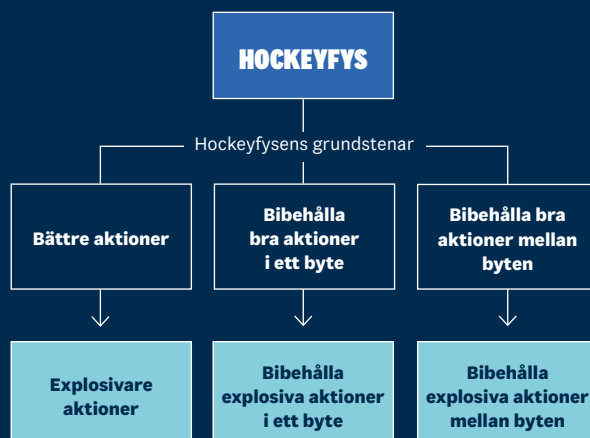 HOCKEYFYS
Hockeyfysens grundstenar
Bättre aktioner
Bibehålla
bra aktioner
i ett byte
Bibehålla bra
aktioner mellan
byten
Explosivare
aktioner
Bibehålla
explosiva aktioner
i ett byte
Bibehålla
explosiva aktioner
mellan byten